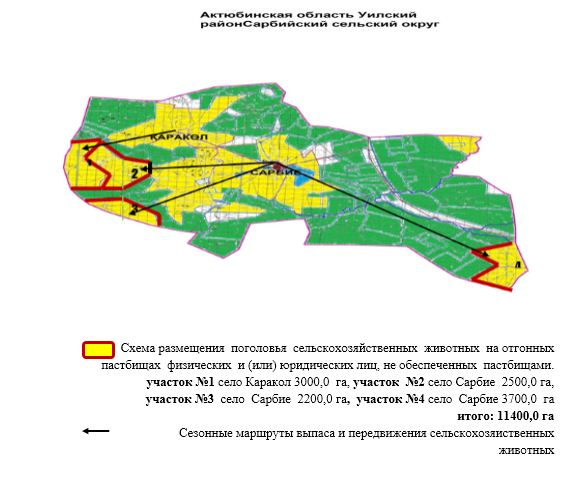 Актюбинская область Уилский
районСарбийский сельский округ
КАРАКОЛ
САРБИЕ
1
2
3
4
Схема размещения поголовья сельскохозяйственных животных на отгонных
пастбищах физических и (или) юридических лиц, не обеспеченных пастбищами.
участок №1 село Каракол 3000,0 га, участок №2 село Сарбие 2500,0 га,
участок №3 село Сарбие 2200,0 га, участок №4 село Сарбие 3700,0 га
итого: 11400,0 га
Сезонные маршруты выпаса и передвижения сельскохозяиственных
животных